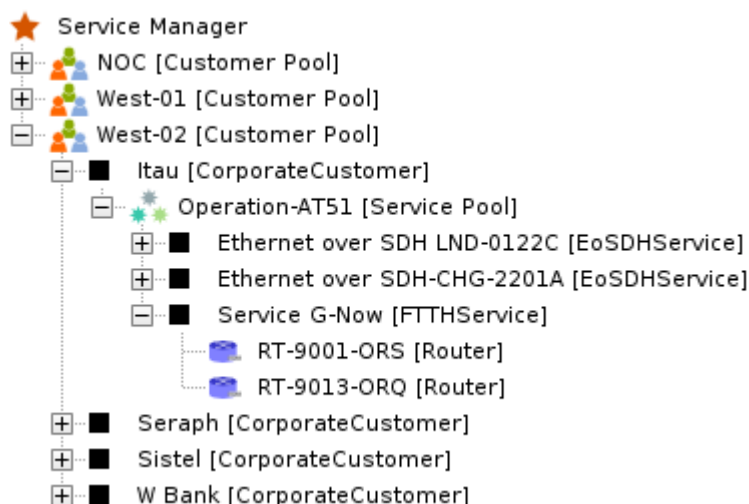 Service Manager
NOC [Customer Pool]
West-01 [Customer Pool]
West-02 [Customer Pool]
Itau [CorporateCustomer]
Operation-AT51 [Service Pool]
Ethernet over SDH LND-0122C [EoSDHService]
Ethernet over SDH-CHG-2201A [EoSDHService]
Service G-Now [FTTHService]
RT-9001-ORS [Router]
RT-9013-ORQ [Router]
Seraph [CorporateCustomer]
Sistel [CorporateCustomer]
W Bank [CorporateCustomer]